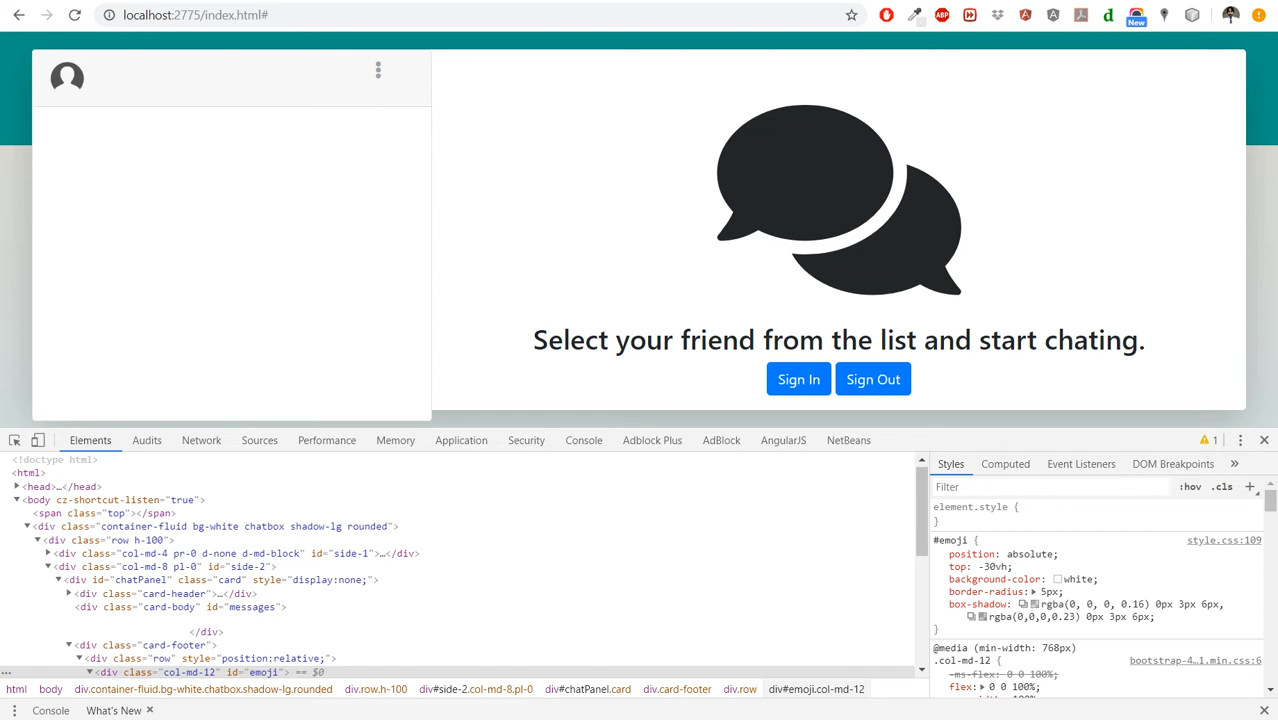 localhost:2775/index.html#
ABP
d
New
Select your friend from the list and start chating.
Sign In
Sign Out
Elements Audits Network Sources Performance Memory Application Security Console Adblock Plus AdBlock AngularJS NetBeans 1
<!doctype html>
<html>
<head>…</head>
<body cz-shortcut-listen="true">
<span class="top"></span>
<div class="container-fluid bg-white chatbox shadow-lg rounded">
<div class="row h-100">
<div class="col-md-4 pr-0 d-none d-md-block" id="side-1">…</div>
<div class="col-md-8 pl-0" id="side-2">
<div id="chatPanel" class="card" style="display:none;">
<div class="card-header">…</div>
<div class="card-body" id="messages">
</div>
<div class="card-footer">
<div class="row" style="position:relative;">
… <div class="col-md-12" id="emoji"> == $0
html body div.container-fluid.bg-white.chatbox.shadow-lg.rounded div.row.h-100 div#side-2.col-md-8.pl-0 div#chatPanel.card div.card-footer div.row div#emoji.col-md-12
Styles Computed Event Listeners DOM Breakpoints »
Filter :hov .cls +
element.style {
}
#emoji { style.css:109
position: absolute;
top: -30vh;
background-color: white;
border-radius: 5px;
box-shadow: rgba(0, 0, 0, 0.16) 0px 3px 6px,
rgba(0,0,0,0.23) 0px 3px 6px;
}
@media (min-width: 768px)
.col-md-12 { bootstrap-4…1.min.css:6
-ms-flex: 0 0 100%;
flex: 0 0 100%;
Console What's New ×